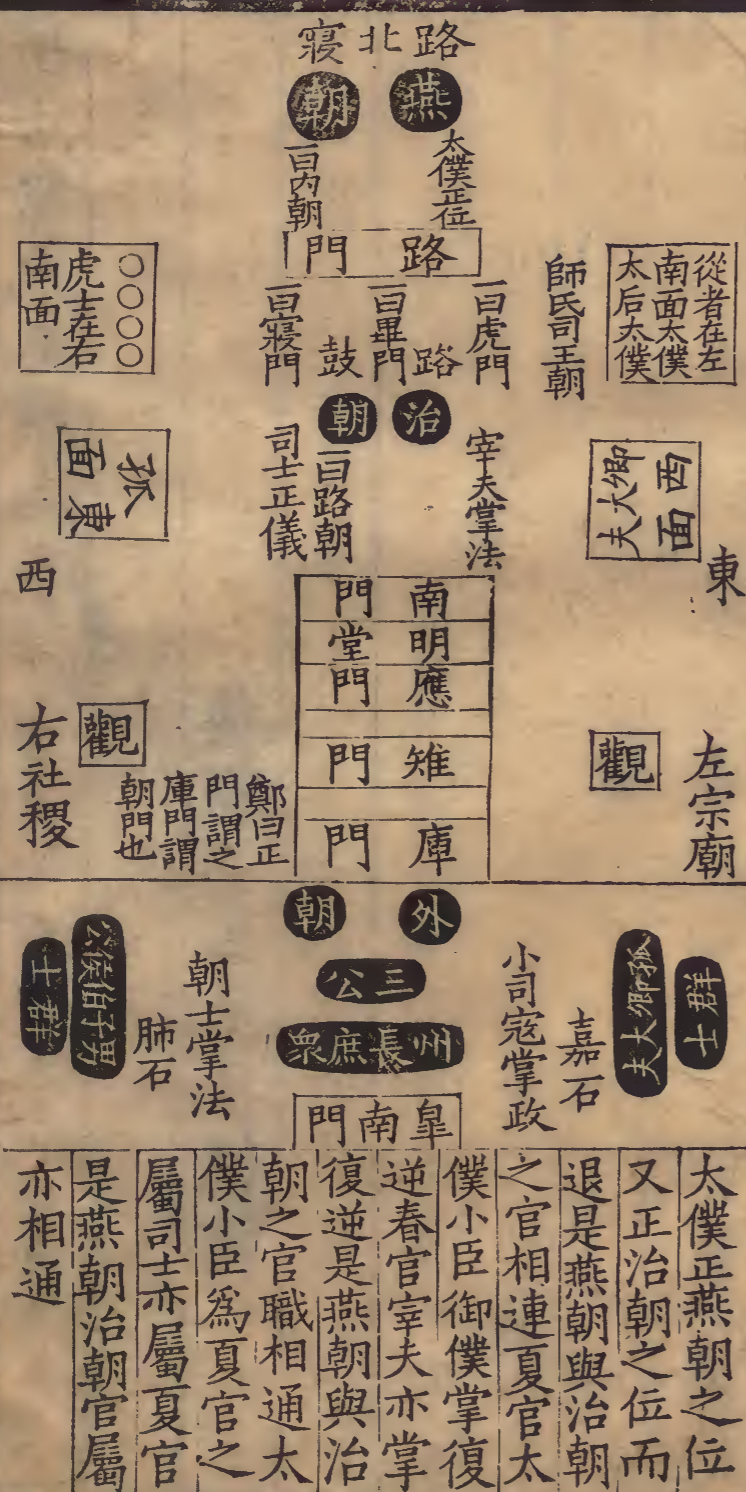 路北寢
燕朝
太僕正位
一曰內朝
路門
一曰虎門
路
一曰畢門
鼓
一曰寢門
師氏司王朝
從者在左
南面太僕
太后太僕
○○○○
虎士在右
南面
治朝
宰夫掌法
一曰路朝
司士正儀
西面
卿大夫
孤
東面
東
西
南門
明堂
應門
雉門
庫門
觀
左宗廟
觀
右社稷
鄭曰正
門謂之
庫門謂
朝門也
外朝
三公
州長庶衆
群士
孤卿大夫
嘉石
小司寇掌政
朝士掌法
肺石
公侯伯子男
群士
皐南門
太僕正燕朝之位
又正治朝之位而
退是燕朝與治朝
之官相連夏官太
僕小臣御僕掌復
逆春官宰夫亦掌
復逆是燕朝與治
朝之官職相通太
僕小臣爲夏官之
屬司士亦屬夏官
是燕朝治朝官屬
亦相通